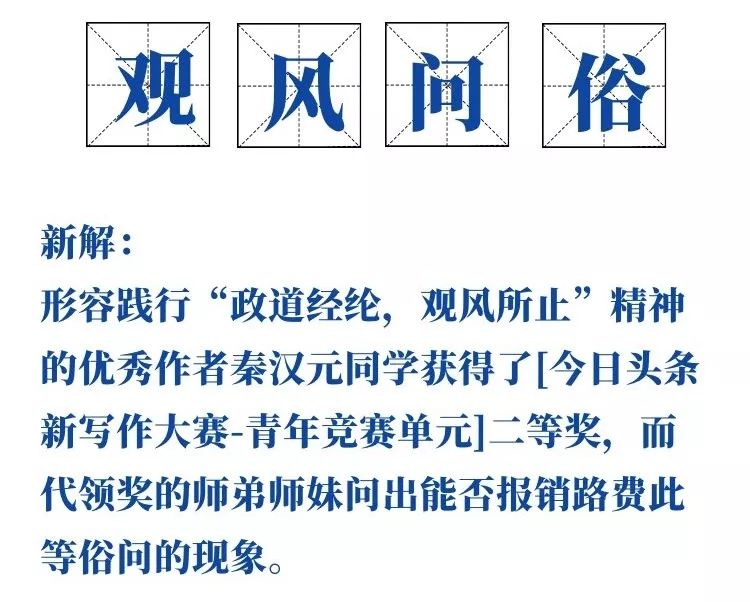 观风问俗
新解：
形容践行“政道经纶，观风所止”精神
的优秀作者秦汉元同学获得了[今日头条
新写作大赛-青年竞赛单元]二等奖，而
代领奖的师弟师妹问出能否报销路费此
等俗问的现象。